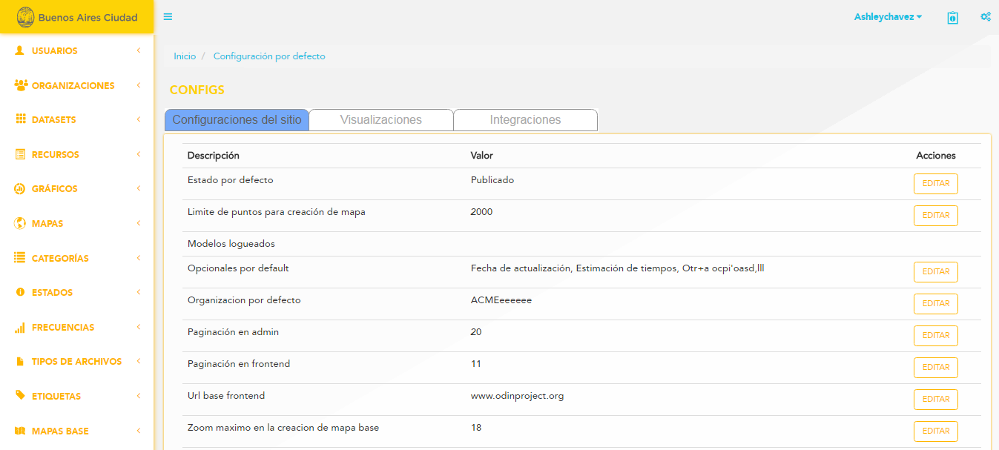 Buenos Aires Ciudad
Ashleychavez
USUARIOS
ORGANIZACIONES
DATASETS
RECURSOS
GRÁFICOS
MAPAS
CATEGORÍAS
ESTADOS
FRECUENCIAS
TIPOS DE ARCHIVOS
ETIQUETAS
MAPAS BASE
Inicio / Configuración por defecto
CONFIGS
Configuraciones del sitio Visualizaciones Integraciones
Descripción Valor Acciones
Estado por defecto Publicado EDITAR
Limite de puntos para creación de mapa 2000 EDITAR
Modelos logueados
Opcionales por default Fecha de actualización, Estimación de tiempos, Otr+a ocpi'oasd,lll EDITAR
Organizacion por defecto ACMEeeeeee EDITAR
Paginación en admin 20 EDITAR
Paginación en frontend 11 EDITAR
Url base frontend www.odinproject.org EDITAR
Zoom maximo en la creacion de mapa base 18 EDITAR